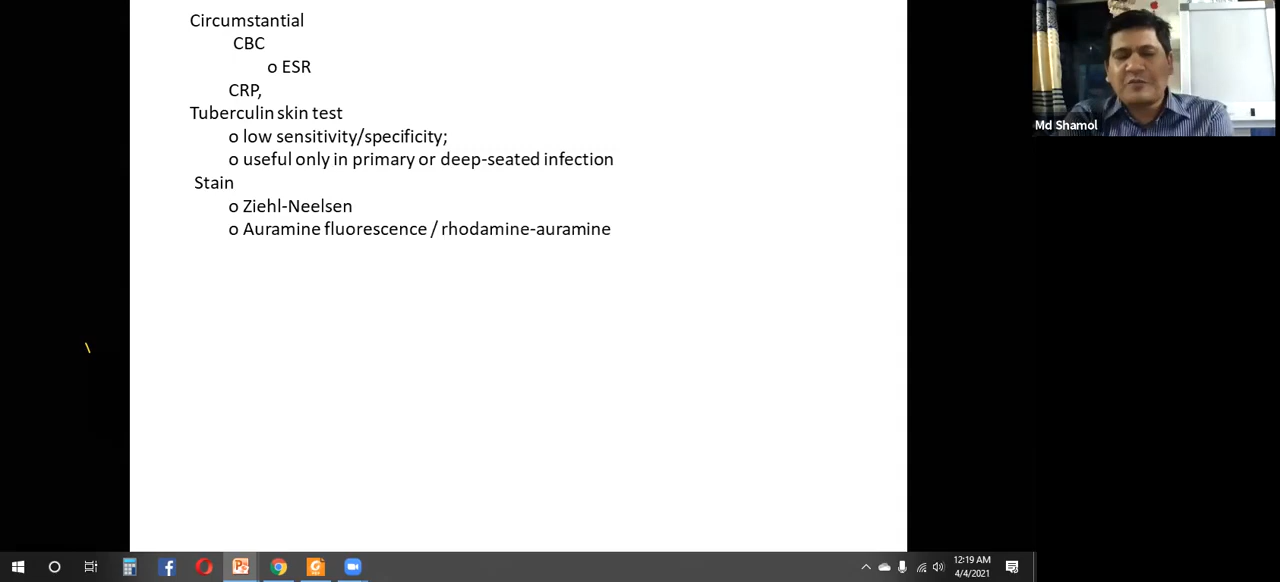 Circumstantial
CBC
o ESR
CRP,
Tuberculin skin test
o low sensitivity/specificity;
o useful only in primary or deep-seated infection
Stain
o Ziehl-Neelsen
o Auramine fluorescence / rhodamine-auramine
Md Shamol
12:19 AM
4/4/2021